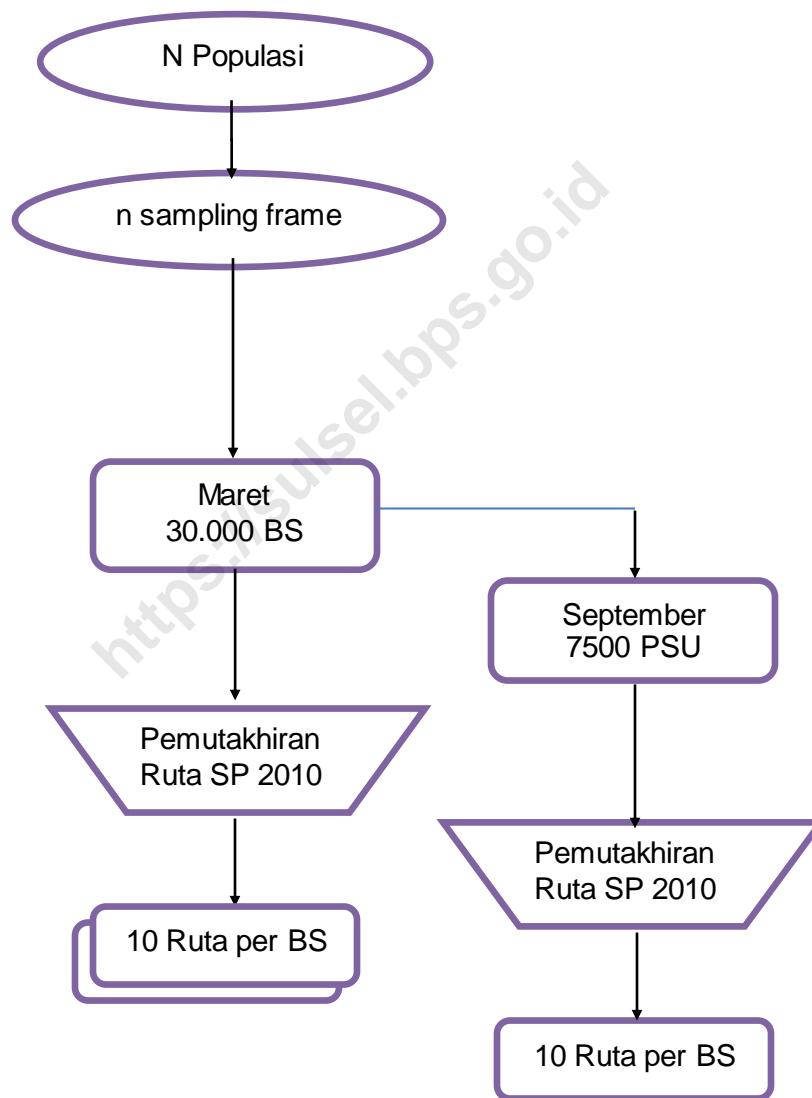 N Populasi
n sampling frame
Maret
30.000 BS
September
7500 PSU
Pemutakhiran
Ruta SP 2010
Pemutakhiran
Ruta SP 2010
10 Ruta per BS
10 Ruta per BS
https://sulsel.bps.go.id